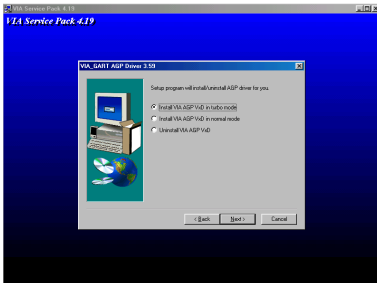 VIA Service Pack 4.19
VIA Service Pack 4.19
VIA_GART AGP Driver 3.59
Setup program will install/uninstall AGP driver for you.
Install VIA AGP VxD in turbo mode
Install VIA AGP VxD in normal mode
Uninstall VIA AGP VxD
< Back
Next >
Cancel